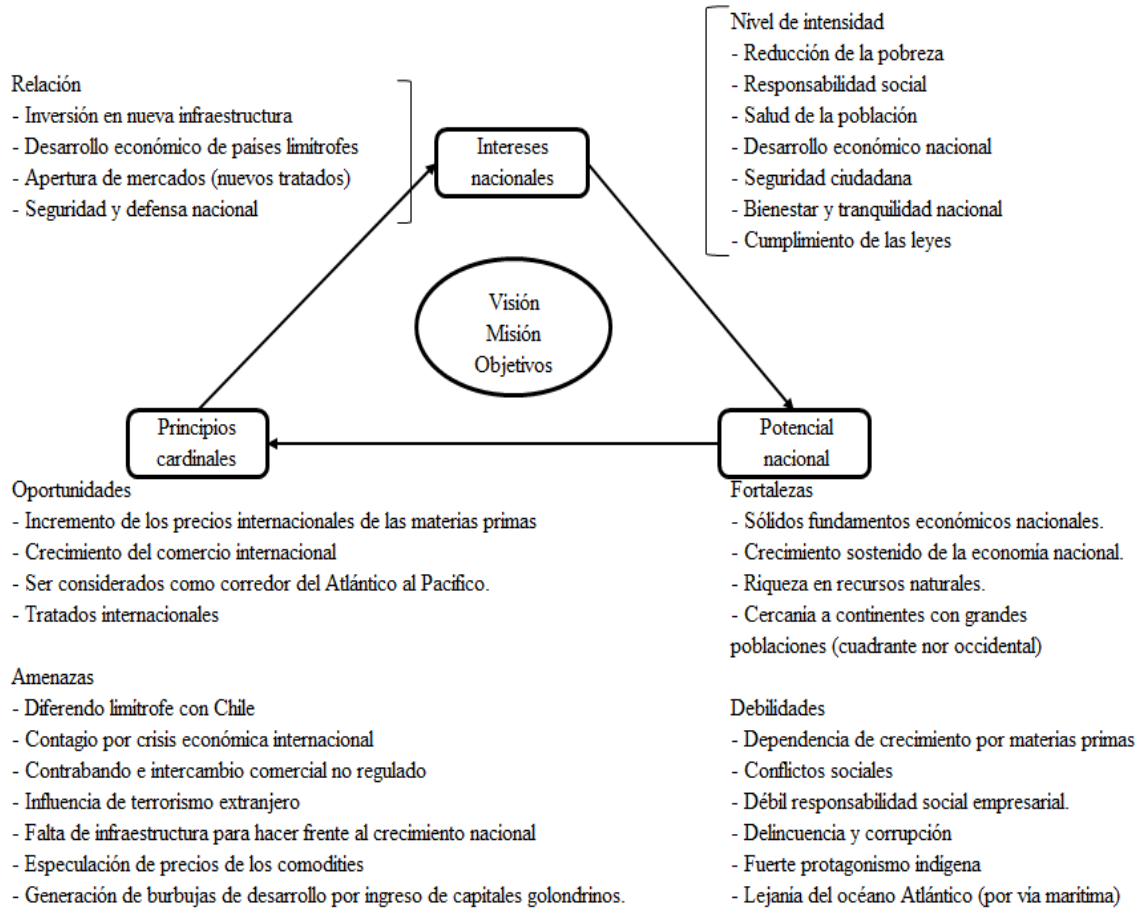 Nivel de intensidad
- Reducción de la pobreza
- Responsabilidad social
- Salud de la población
- Desarrollo económico nacional
- Seguridad ciudadana
- Bienestar y tranquilidad nacional
- Cumplimiento de las leyes
Relación
- Inversión en nueva infraestructura
- Desarrollo económico de países limítrofes
- Apertura de mercados (nuevos tratados)
- Seguridad y defensa nacional
Intereses
nacionales
Visión
Misión
Objetivos
Principios
cardinales
Potencial
nacional
Oportunidades
- Incremento de los precios internacionales de las materias primas
- Crecimiento del comercio internacional
- Ser considerados como corredor del Atlántico al Pacifico.
- Tratados internacionales
Amenazas
- Diferendo limítrofe con Chile
- Contagio por crisis económica internacional
- Contrabando e intercambio comercial no regulado
- Influencia de terrorismo extranjero
- Falta de infraestructura para hacer frente al crecimiento nacional
- Especulación de precios de los comodities
- Generación de burbujas de desarrollo por ingreso de capitales golondrinos.
Fortalezas
- Sólidos fundamentos económicos nacionales.
- Crecimiento sostenido de la economía nacional.
- Riqueza en recursos naturales.
- Cercanía a continentes con grandes
poblaciones (cuadrante nor occidental)
Debilidades
- Dependencia de crecimiento por materias primas
- Conflictos sociales
- Débil responsabilidad social empresarial.
- Delincuencia y corrupción
- Fuerte protagonismo indígena
- Lejanía del océano Atlántico (por vía marítima)